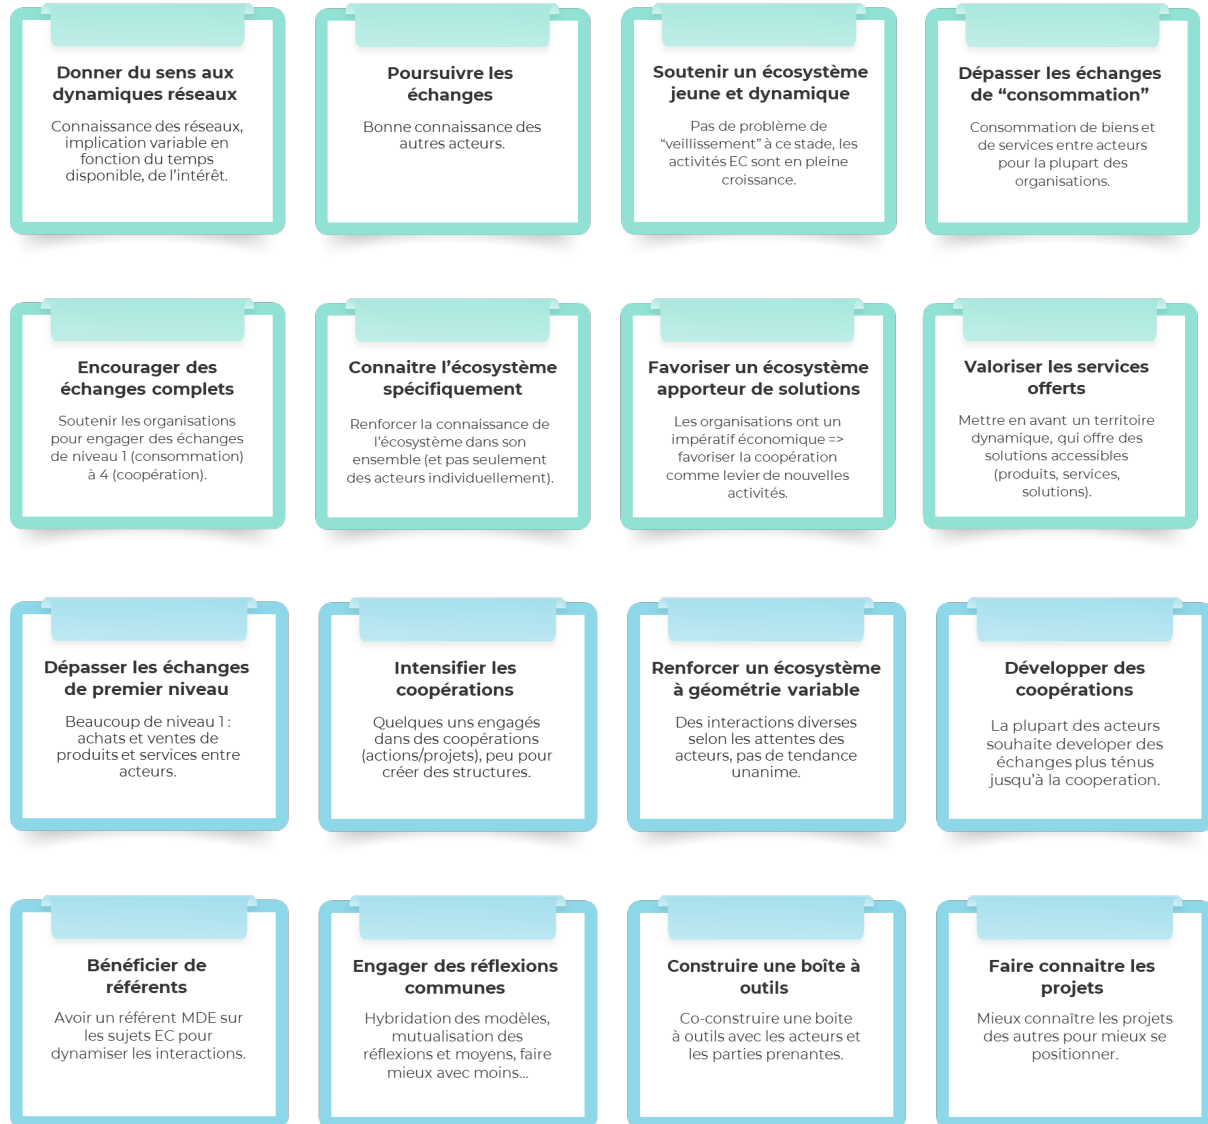 Donner du sens aux
dynamiques réseaux
Connaissance des réseaux,
implication variable en
fonction du temps
disponible, de l'intérêt.
Poursuivre les
échanges
Bonne connaissance des
autres acteurs.
Soutenir un écosystème
jeune et dynamique
Pas de problème de
“veillissement” à ce stade, les
activités EC sont en pleine
croissance.
Dépasser les échanges
de “consommation”
Consommation de biens et
de services entre acteurs
pour la plupart des
organisations.
Encourager des
échanges complets
Soutenir les organisations
pour engager des échanges
de niveau 1 (consommation)
à 4 (coopération).
Connaitre l'écosystème
spécifiquement
Renforcer la connaissance de
l'écosystème dans son
ensemble (et pas seulement
des acteurs individuellement).
Favoriser un écosystème
apporteur de solutions
Les organisations ont un
impératif économique =>
favoriser la coopération
comme levier de nouvelles
activités.
Valoriser les services
offerts
Mettre en avant un territoire
dynamique, qui offre des
solutions accessibles
(produits, services,
solutions).
Dépasser les échanges
de premier niveau
Beaucoup de niveau 1 :
achats et ventes de
produits et services entre
acteurs.
Intensifier les
coopérations
Quelques uns engagés
dans des coopérations
(actions/projets), peu pour
créer des structures.
Renforcer un écosystème
à géométrie variable
Des interactions diverses
selon les attentes des
acteurs, pas de tendance
unanime.
Développer des
coopérations
La plupart des acteurs
souhaite developer des
échanges plus ténus
jusqu'à la cooperation.
Bénéficier de
référents
Avoir un référent MDE sur
les sujets EC pour
dynamiser les interactions.
Engager des réflexions
communes
Hybridation des modèles,
mutualisation des
réflexions et moyens, faire
mieux avec moins...
Construire une boîte à
outils
Co-construire une boite
à outils avec les acteurs et
les parties prenantes.
Faire connaitre les
projets
Mieux connaître les projets
des autres pour mieux se
positionner.